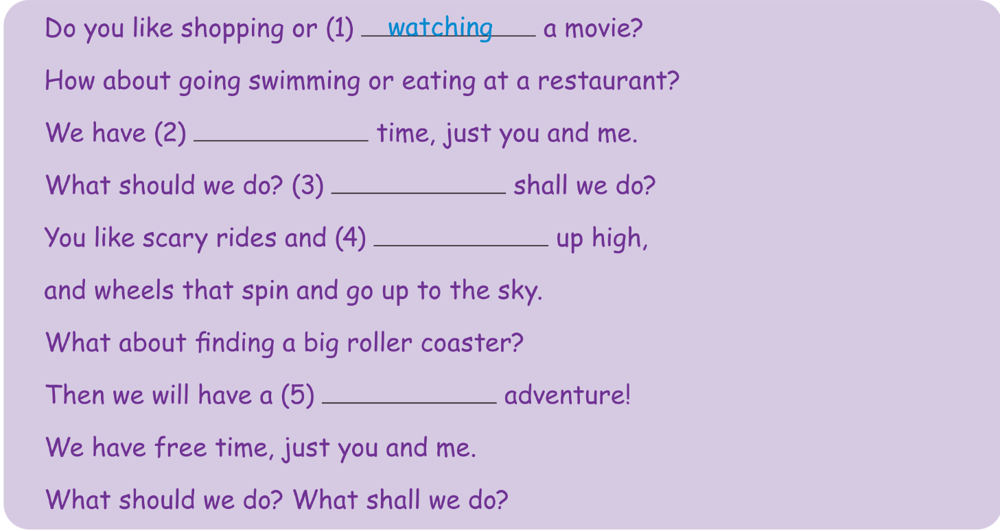 Do you like shopping or (1) watching a movie?
How about going swimming or eating at a restaurant?
We have (2) ____________ time, just you and me.
What should we do? (3) ____________ shall we do?
You like scary rides and (4) ____________ up high,
and wheels that spin and go up to the sky.
What about finding a big roller coaster?
Then we will have a (5) ____________ adventure!
We have free time, just you and me.
What should we do? What shall we do?